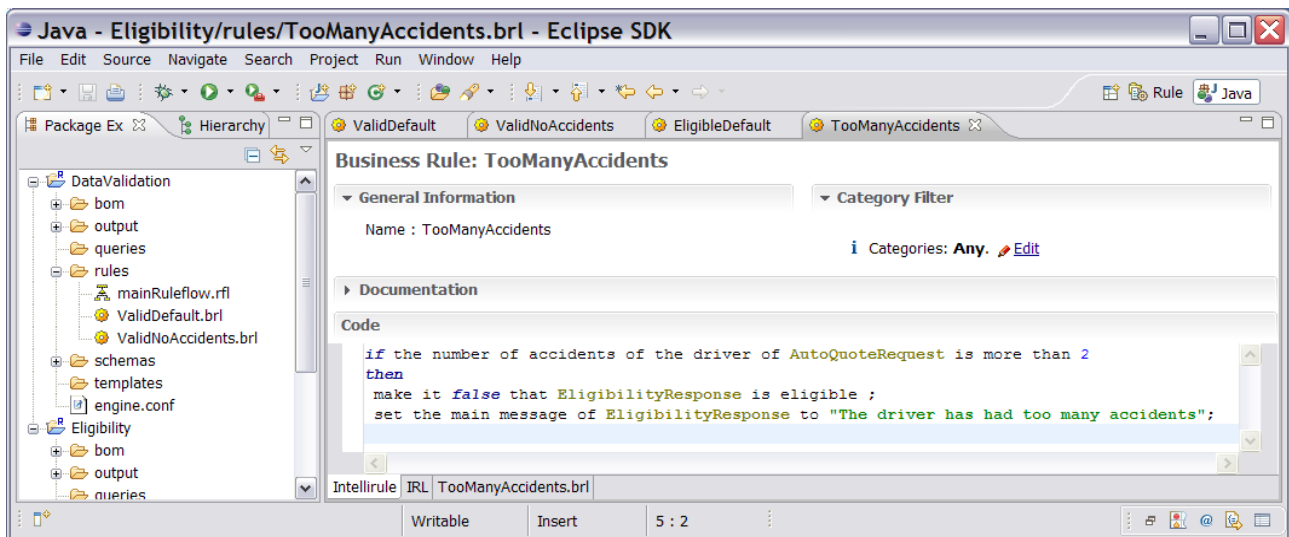 Java - Eligibility/rules/TooManyAccidents.brl - Eclipse SDK
File Edit Source Navigate Search Project Run Window Help
Rule Java
Package Ex Hierarchy
ValidDefault ValidNoAccidents EligibleDefault TooManyAccidents
DataValidation
bom
output
queries
rules
mainRuleflow.rfl
ValidDefault.brl
ValidNoAccidents.brl
schemas
templates
engine.conf
Eligibility
bom
output
queries
Business Rule: TooManyAccidents
General Information
Name : TooManyAccidents
Category Filter
i Categories: Any. Edit
Documentation
Code
if the number of accidents of the driver of AutoQuoteRequest is more than 2
then
make it false that EligibilityResponse is eligible ;
set the main message of EligibilityResponse to "The driver has had too many accidents";
Intellirule IRL TooManyAccidents.brl
Writable Insert 5 : 2